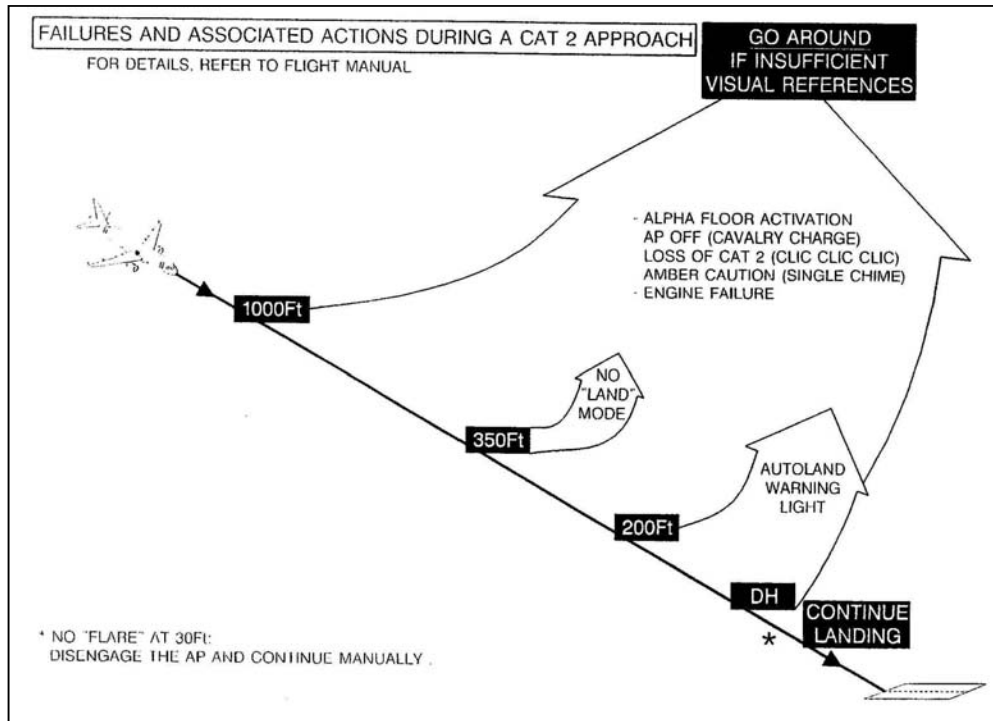 FAILURES AND ASSOCIATED ACTIONS DURING A CAT 2 APPROACH
FOR DETAILS, REFER TO FLIGHT MANUAL
GO AROUND
IF INSUFFICIENT
VISUAL REFERENCES
- ALPHA FLOOR ACTIVATION
AP OFF (CAVALRY CHARGE)
LOSS OF CAT 2 (CLIC CLIC CLIC)
AMBER CAUTION (SINGLE CHIME)
- ENGINE FAILURE
1000Ft
NO
"LAND"
MODE
350Ft
AUTOLAND
WARNING
LIGHT
200Ft
DH
CONTINUE
LANDING
*
* NO "FLARE" AT 30Ft:
DISENGAGE THE AP AND CONTINUE MANUALLY .